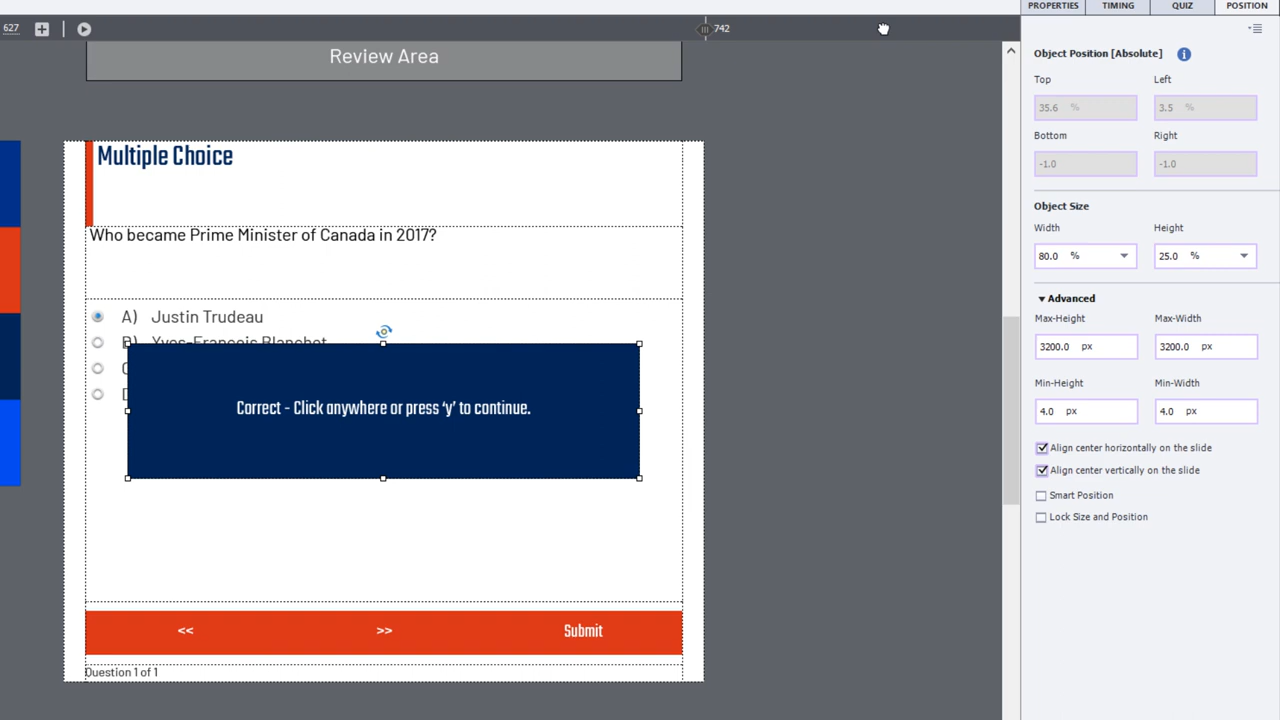 PROPERTIES TIMING QUIZ POSITION
627 742
Review Area
Object Position [Absolute] i
Top Left
35.6 % 3.5 %
Bottom Right
-1.0 -1.0
Object Size
Width Height
80.0 % 25.0 %
Advanced
Max-Height Max-Width
3200.0 px 3200.0 px
Min-Height Min-Width
4.0 px 4.0 px
Align center horizontally on the slide
Align center vertically on the slide
Smart Position
Lock Size and Position
Multiple Choice
Who became Prime Minister of Canada in 2017?
A) Justin Trudeau
B) Yves-Francois Blanchet
Correct - Click anywhere or press ‘y’ to continue.
<< >> Submit
Question 1 of 1